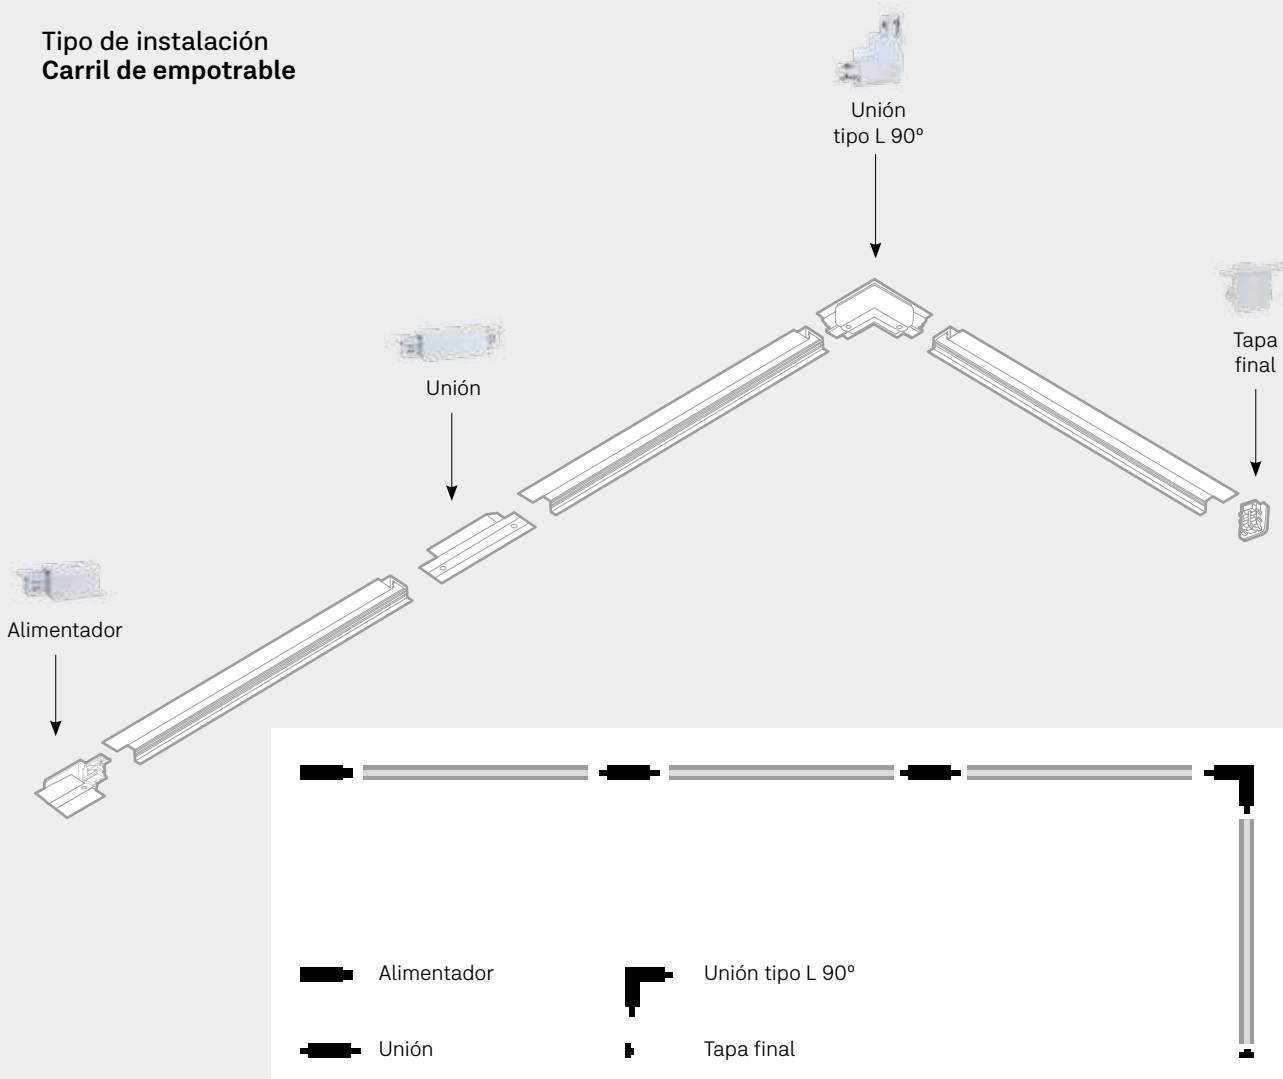 Tipo de instalación
Carril de empotrable
Unión
tipo L 90º
Tapa
final
Unión
Alimentador
Alimentador
Unión tipo L 90º
Unión
Tapa final